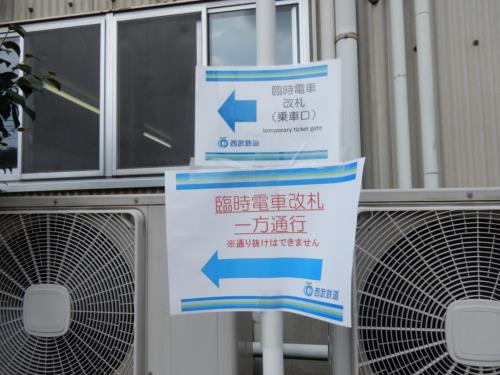 臨時電車
改札
（乗車口）
temporary ticket gate
西武鉄道
臨時電車改札
一方通行
※通り抜けはできません
西武鉄道